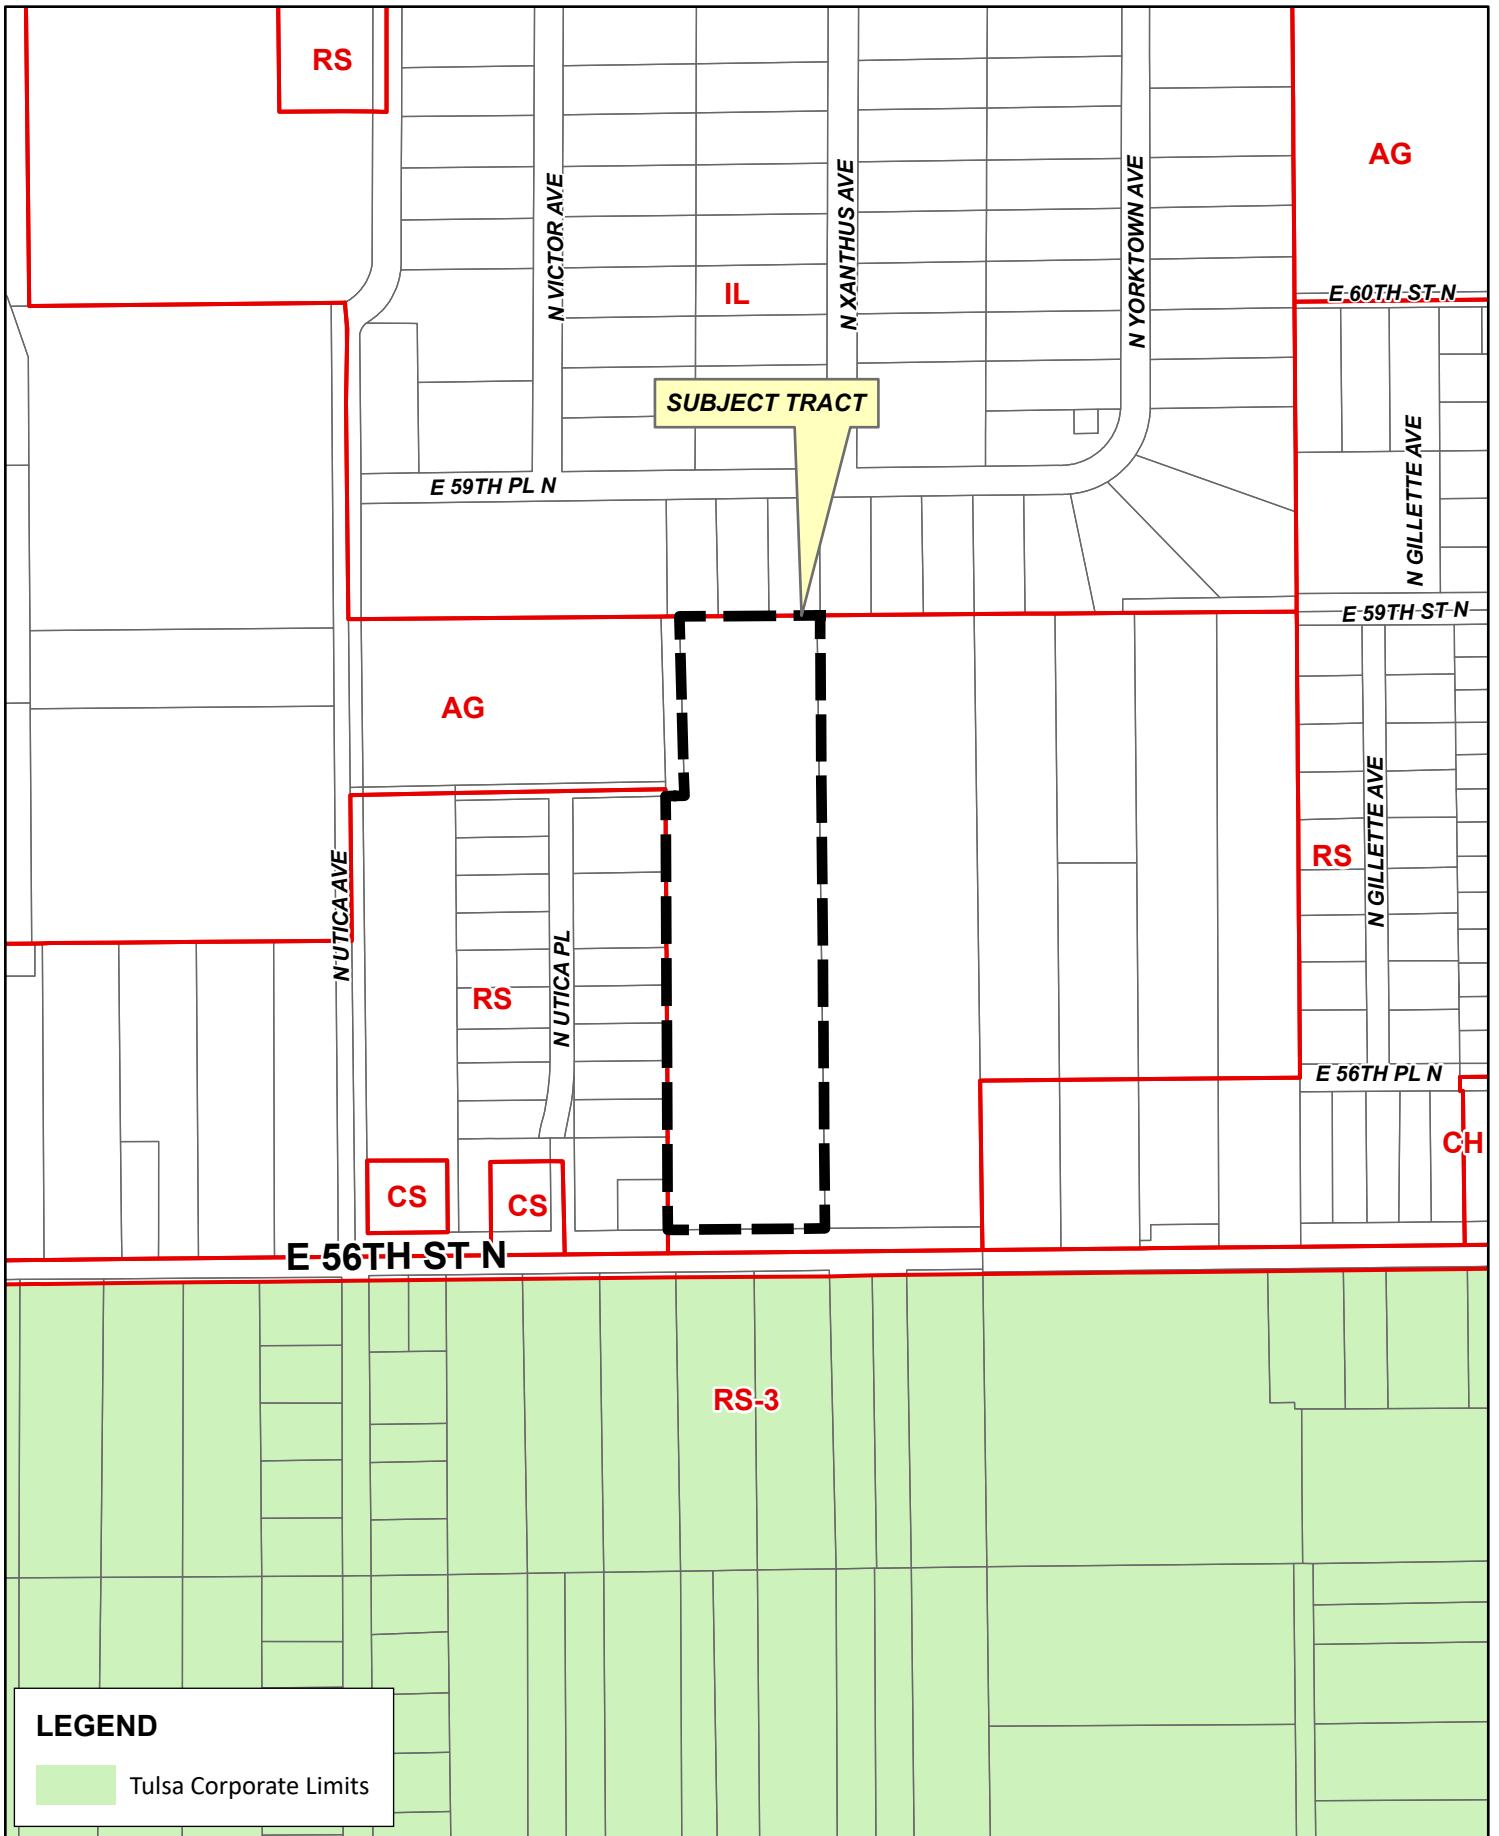 RS
AG
N VICTOR AVE
N XANTHUS AVE
N YORKTOWN AVE
IL
E 60TH ST N
SUBJECT TRACT
N GILLETTE AVE
E 59TH PL N
E 59TH ST N
AG
N UTICA AVE
RS
N GILLETTE AVE
RS
N UTICA PL
E 56TH PL N
CH
CS
CS
E 56TH ST N
RS-3
LEGEND
Tulsa Corporate Limits